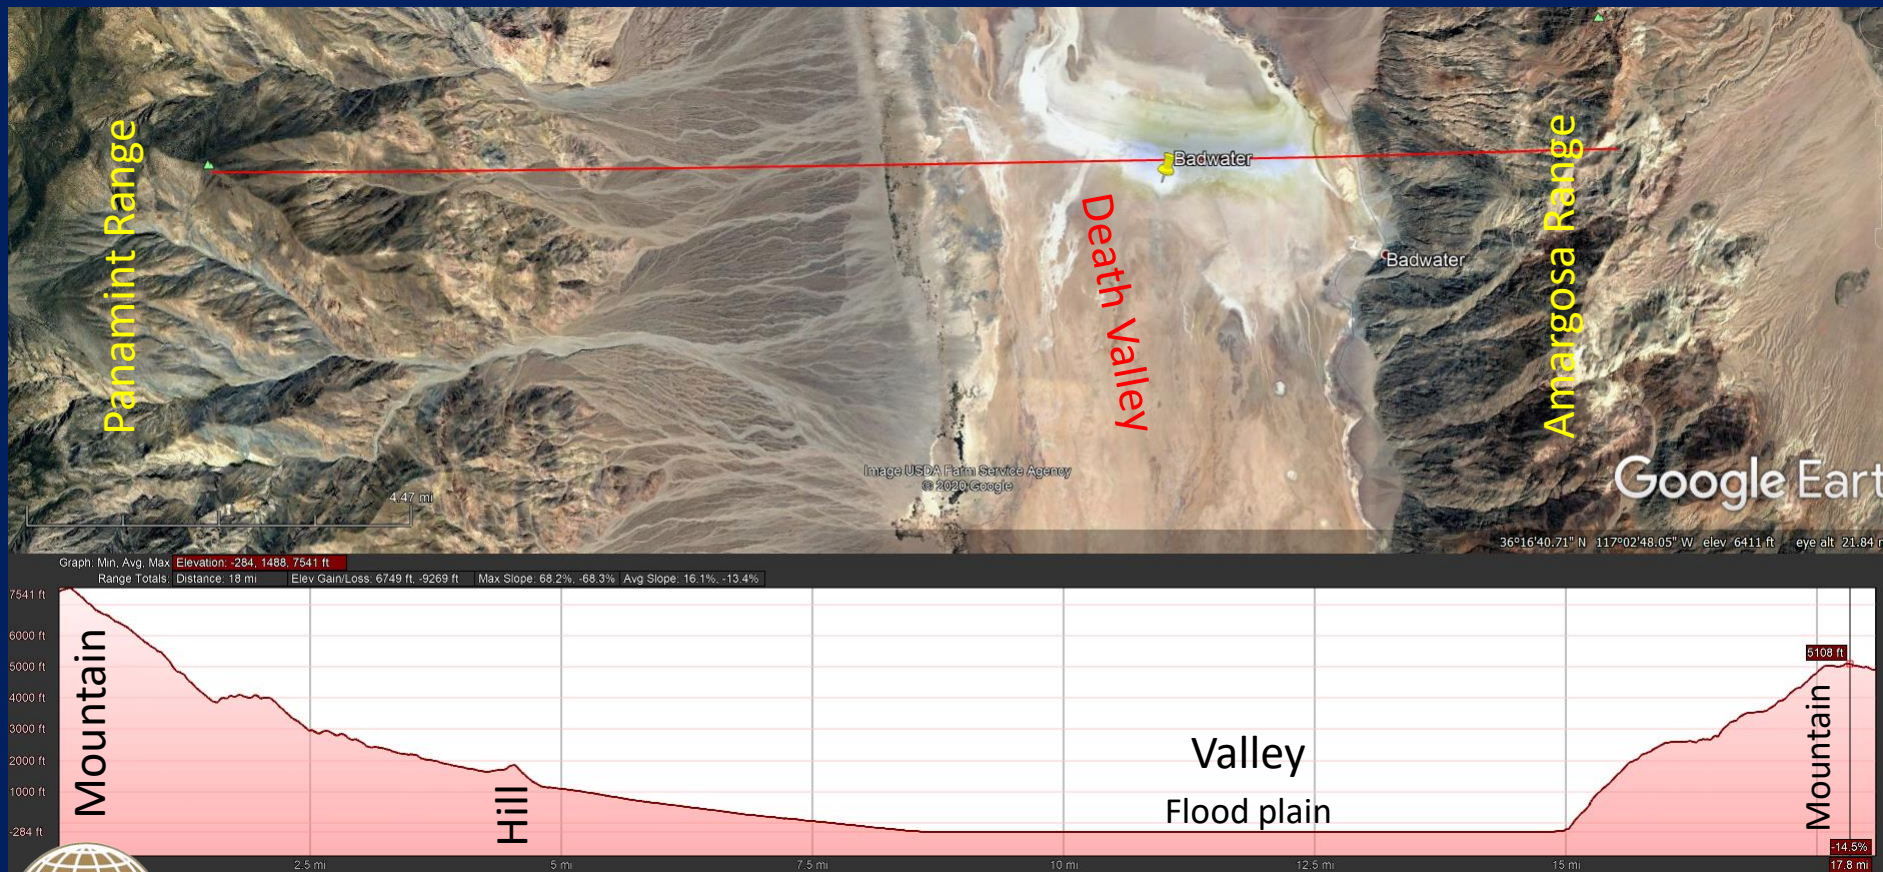 Panamint Range
Badwater
Death Valley
Badwater
Amargosa Range
Image USDA Farm Service Agency
© 2020 Google
Google Eart
4.47 mi
36°16'40.71" N 117°02'48.05" W elev 6411 ft eye alt 21.84 m
Graph: Min, Avg, Max Elevation: -284, 1488, 7541 ft
Range Totals: Distance: 18 mi Elev Gain/Loss: 6749 ft, -9269 ft Max Slope: 68.2%, -68.3% Avg Slope: 16.1%, -13.4%
7541 ft
6000 ft
5000 ft
4000 ft
3000 ft
2000 ft
1000 ft
-284 ft
Mountain
Hill
Valley
Flood plain
5108 ft
Mountain
-14.5%
2.5 mi 5 mi 7.5 mi 10 mi 12.5 mi 15 mi 17.8 mi